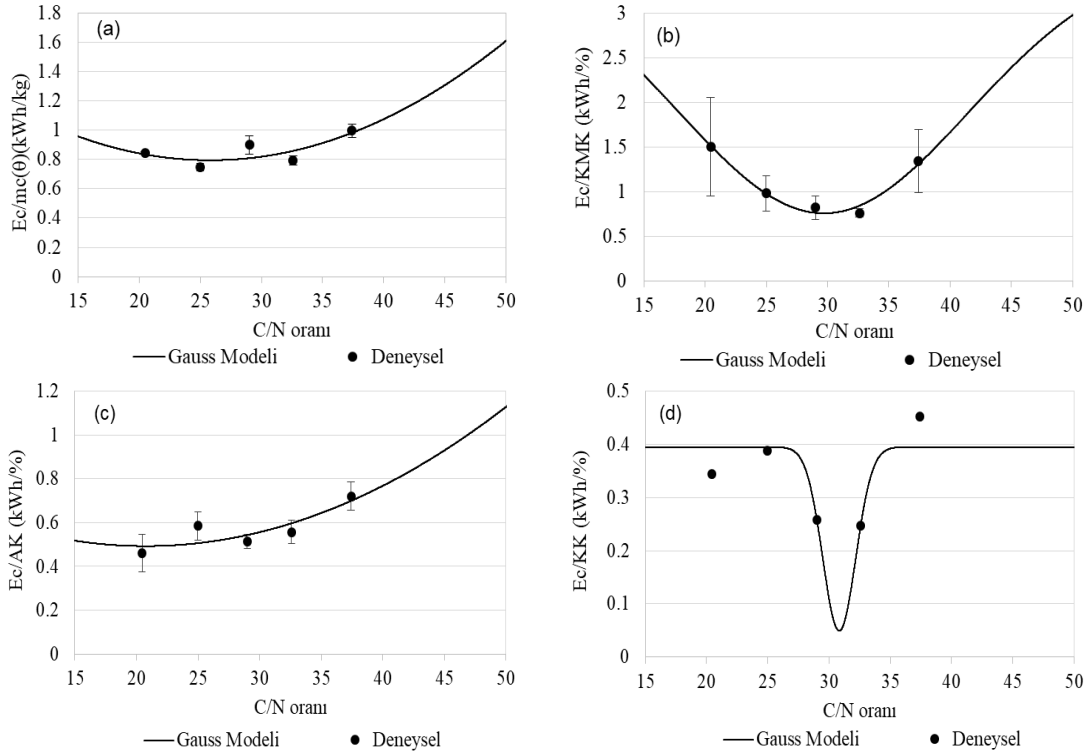 (a)
Ec/mc(θ)(kWh/kg)
1.8
1.6
1.4
1.2
1
0.8
0.6
0.4
0.2
0
15 20 25 30 35 40 45 50
C/N oranı
Gauss Modeli Deneysel
(b)
Ec/KMK (kWh/%)
3
2.5
2
1.5
1
0.5
0
15 20 25 30 35 40 45 50
C/N oranı
Gauss Modeli Deneysel
(c)
Ec/AK (kWh/%)
1.2
1
0.8
0.6
0.4
0.2
0
15 20 25 30 35 40 45 50
C/N oranı
Gauss Modeli Deneysel
(d)
Ec/KK (kWh/%)
0.5
0.4
0.3
0.2
0.1
0
15 20 25 30 35 40 45 50
C/N oranı
Gauss Modeli Deneysel